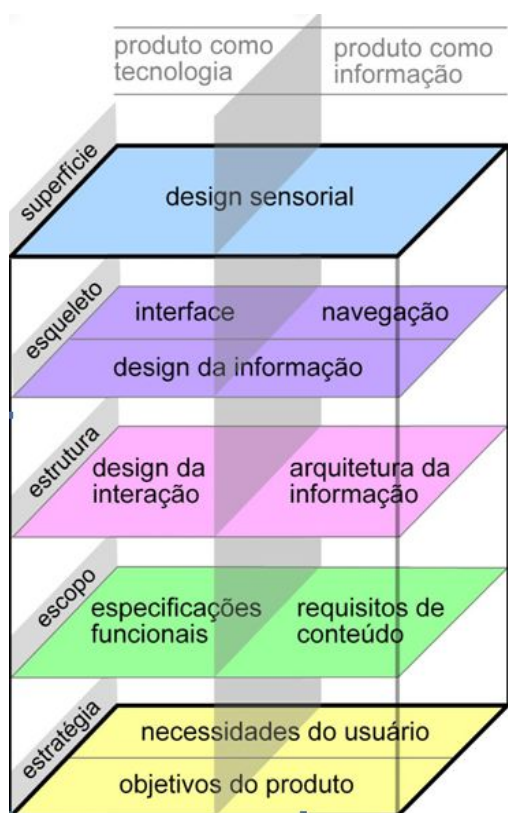 produto como
tecnologia
produto como
informação
superfície
design sensorial
esqueleto
interface
navegação
design da informação
estrutura
design da
interação
arquitetura da
informação
escopo
especificações
funcionais
requisitos de
conteúdo
estratégia
necessidades do usuário
objetivos do produto